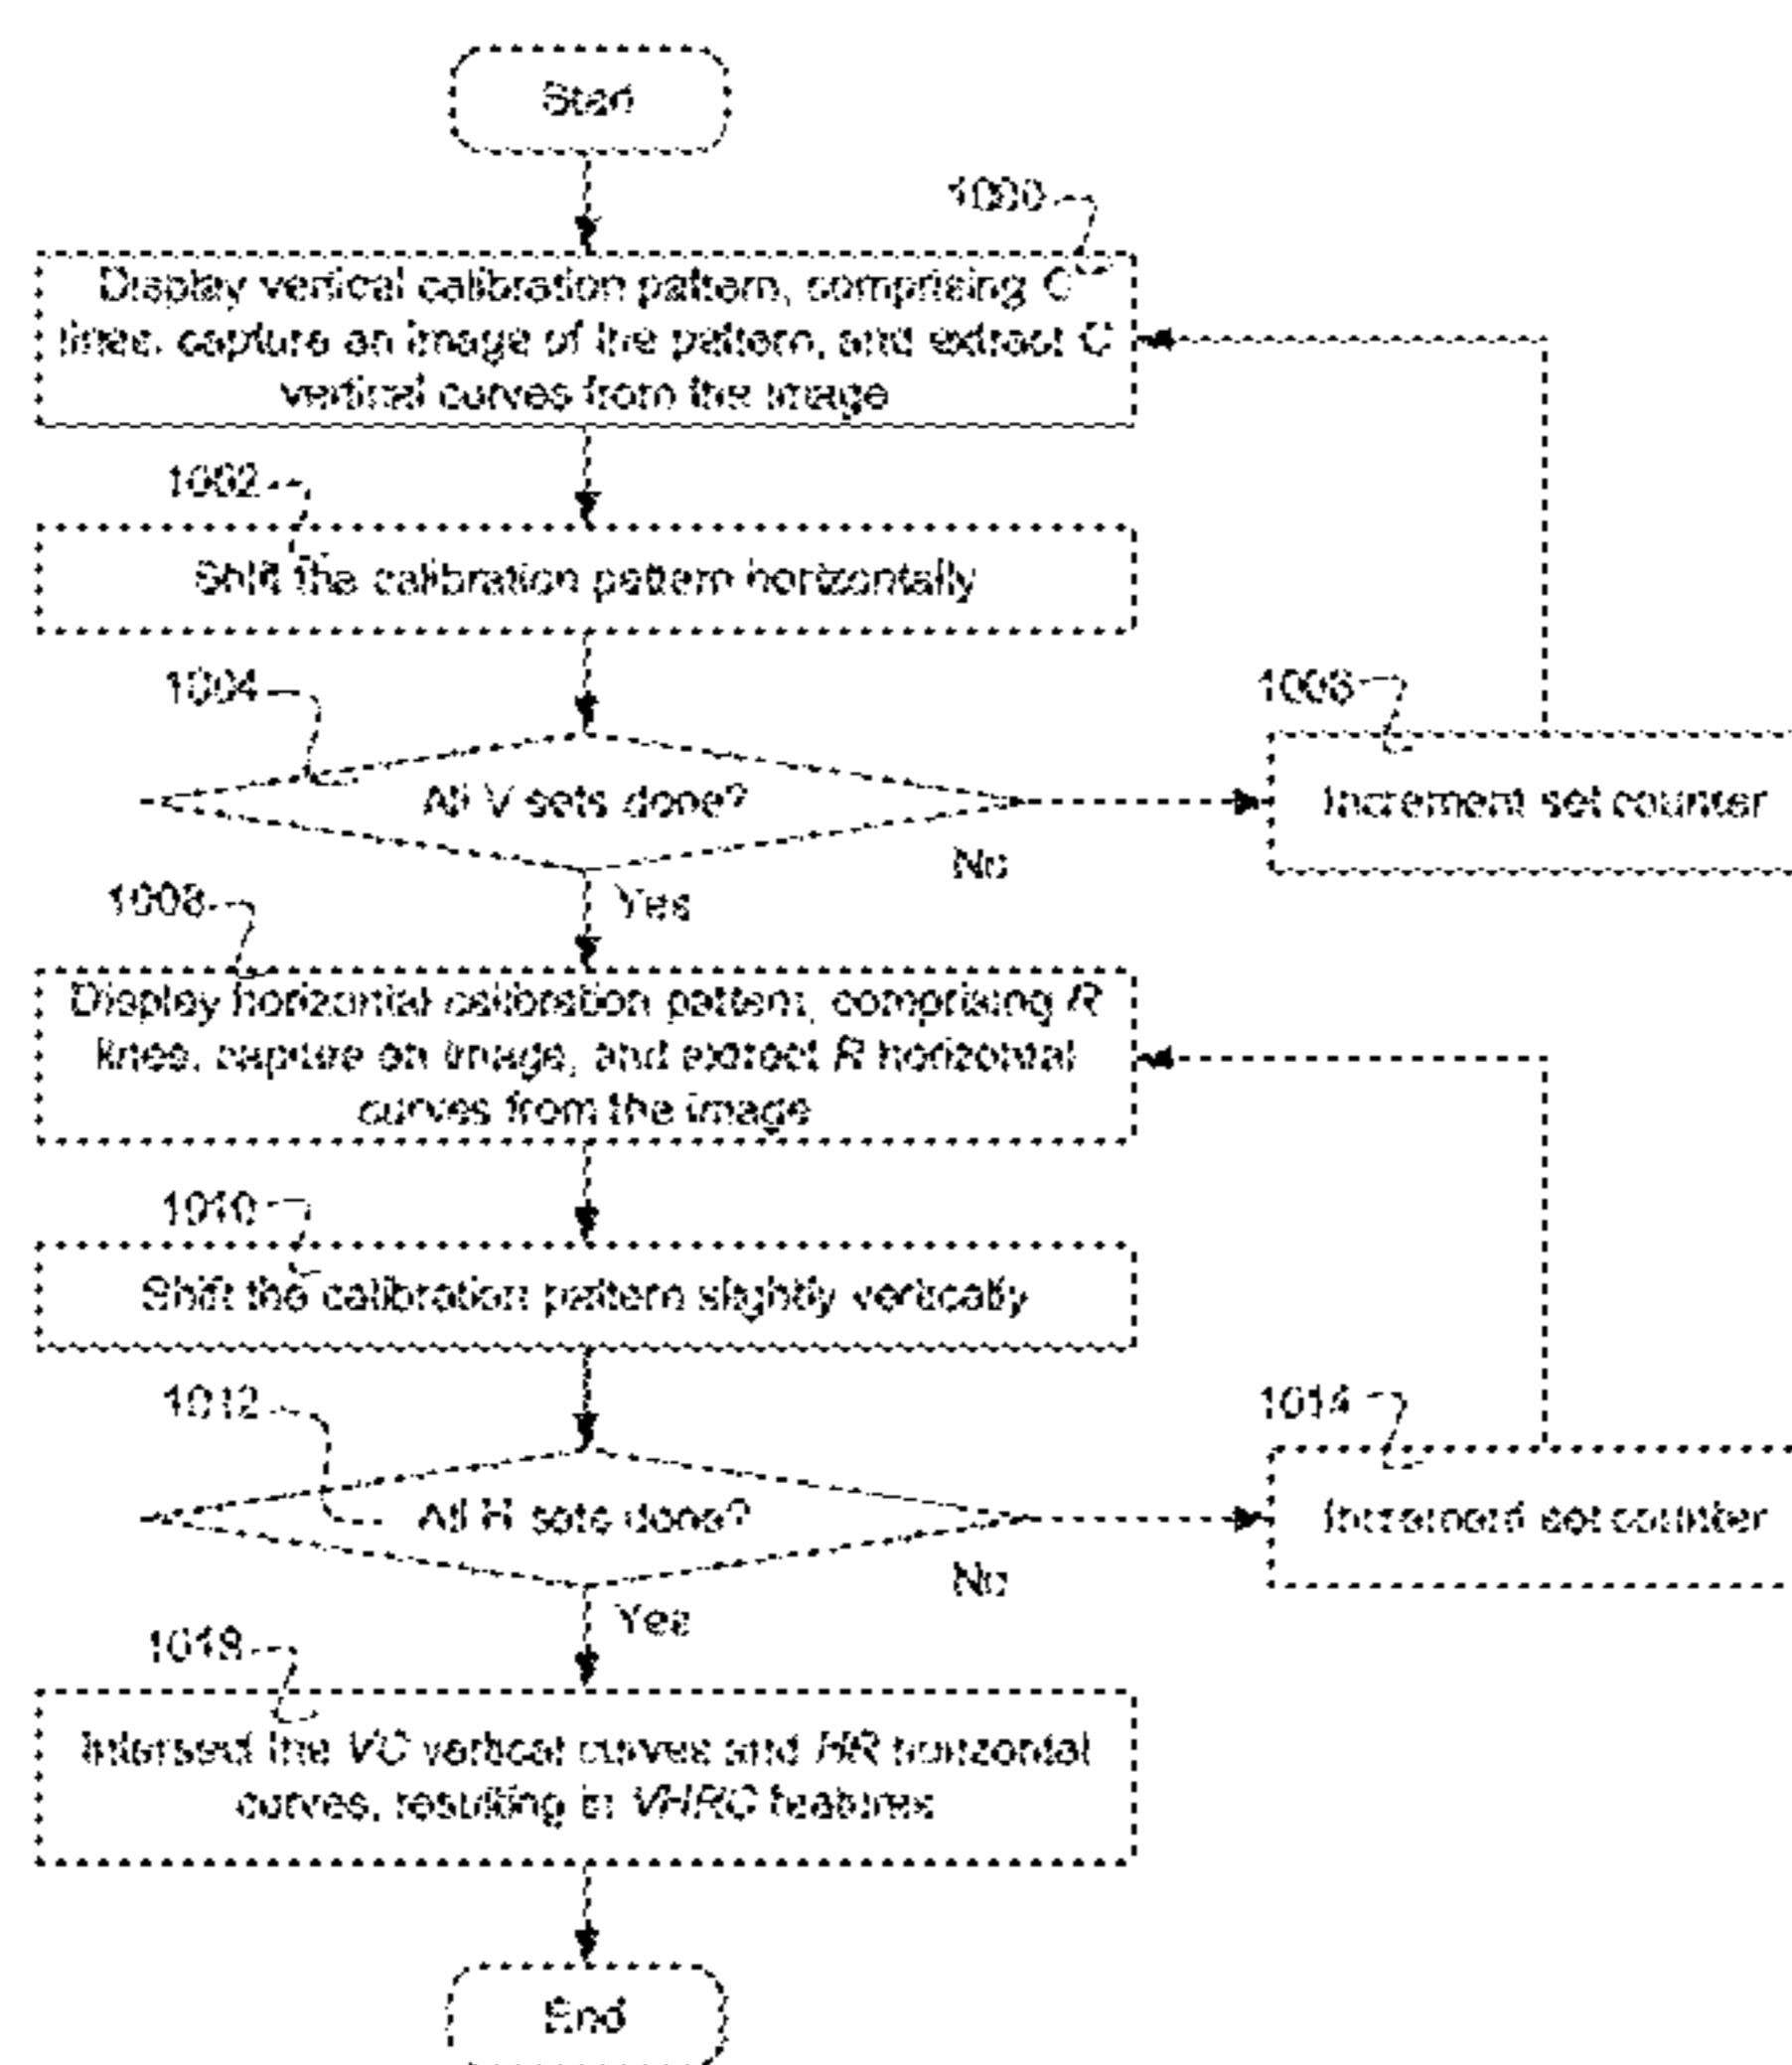 Start
1000
Display vertical calibration pattern, comprising C
lines, capture an image of the pattern, and extract C
vertical curves from the image
1002
Shift the calibration pattern horizontally
1004
All V sets done?
1006
Increment set counter
No
Yes
1008
Display horizontal calibration pattern, comprising R
lines, capture an image, and extract R horizontal
curves from the image
1010
Shift the calibration pattern slightly vertically
1012
All H sets done?
1014
Increment set counter
No
Yes
1018
Intersect the VC vertical curves and HR horizontal
curves, resulting in VHRC features
End